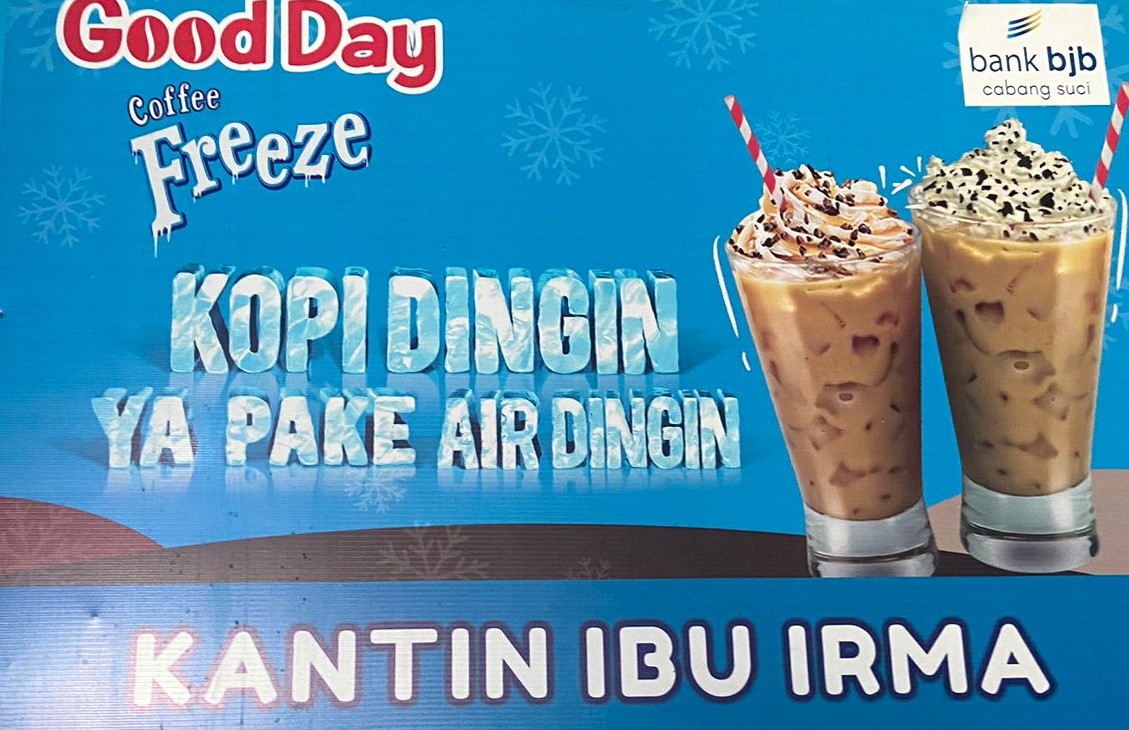 Good Day
Coffee
Freeze
bank bjb
cabang suci
KOPI DINGIN
YA PAKE AIR DINGIN
KANTIN IBU IRMA